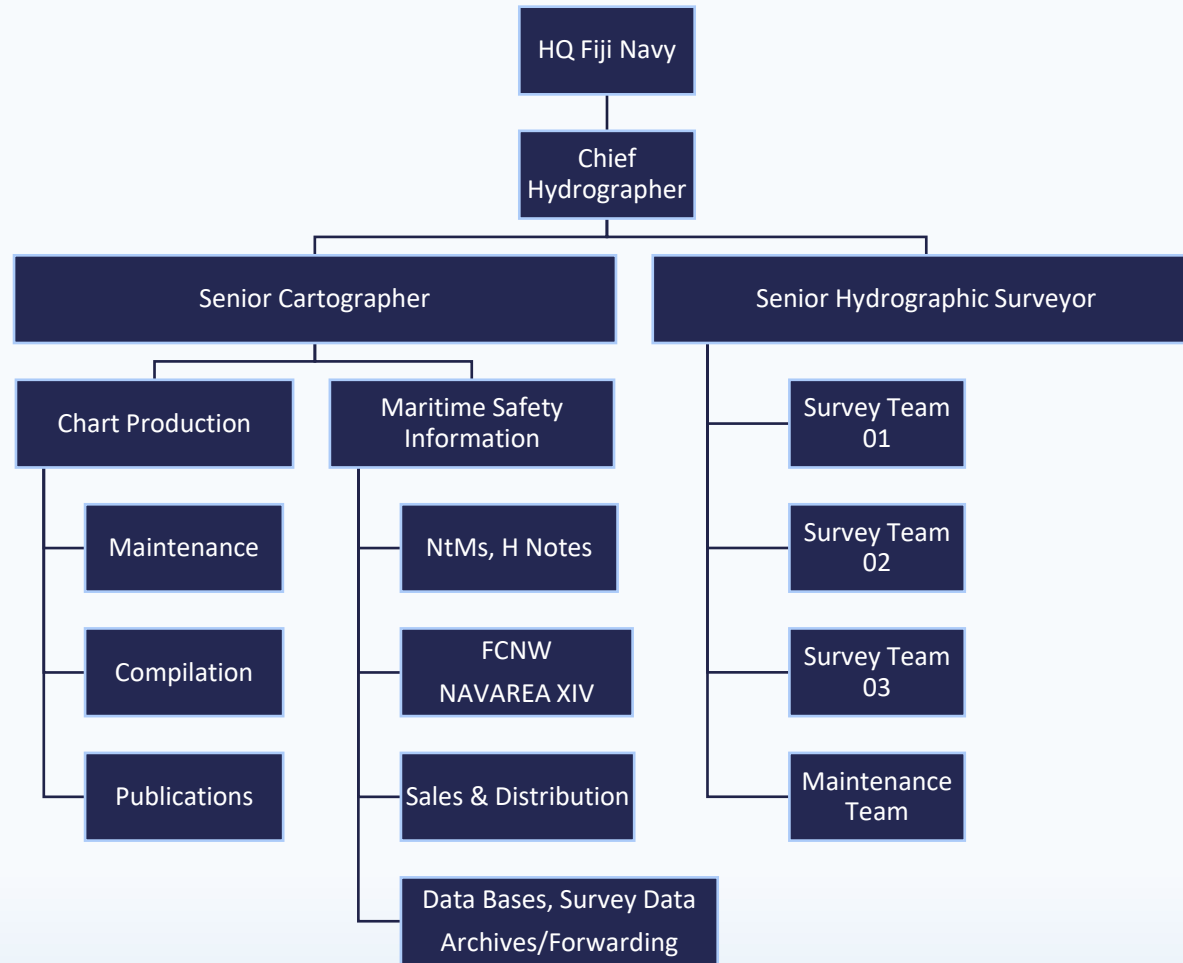 HQ Fiji Navy
Chief
Hydrographer
Senior Cartographer
Senior Hydrographic Surveyor
Chart Production
Maritime Safety
Information
Maintenance
Compilation
Publications
NtMs, H Notes
FCNW
NAVAREA XIV
Sales & Distribution
Data Bases, Survey Data
Archives/Forwarding
Survey Team
01
Survey Team
02
Survey Team
03
Maintenance
Team